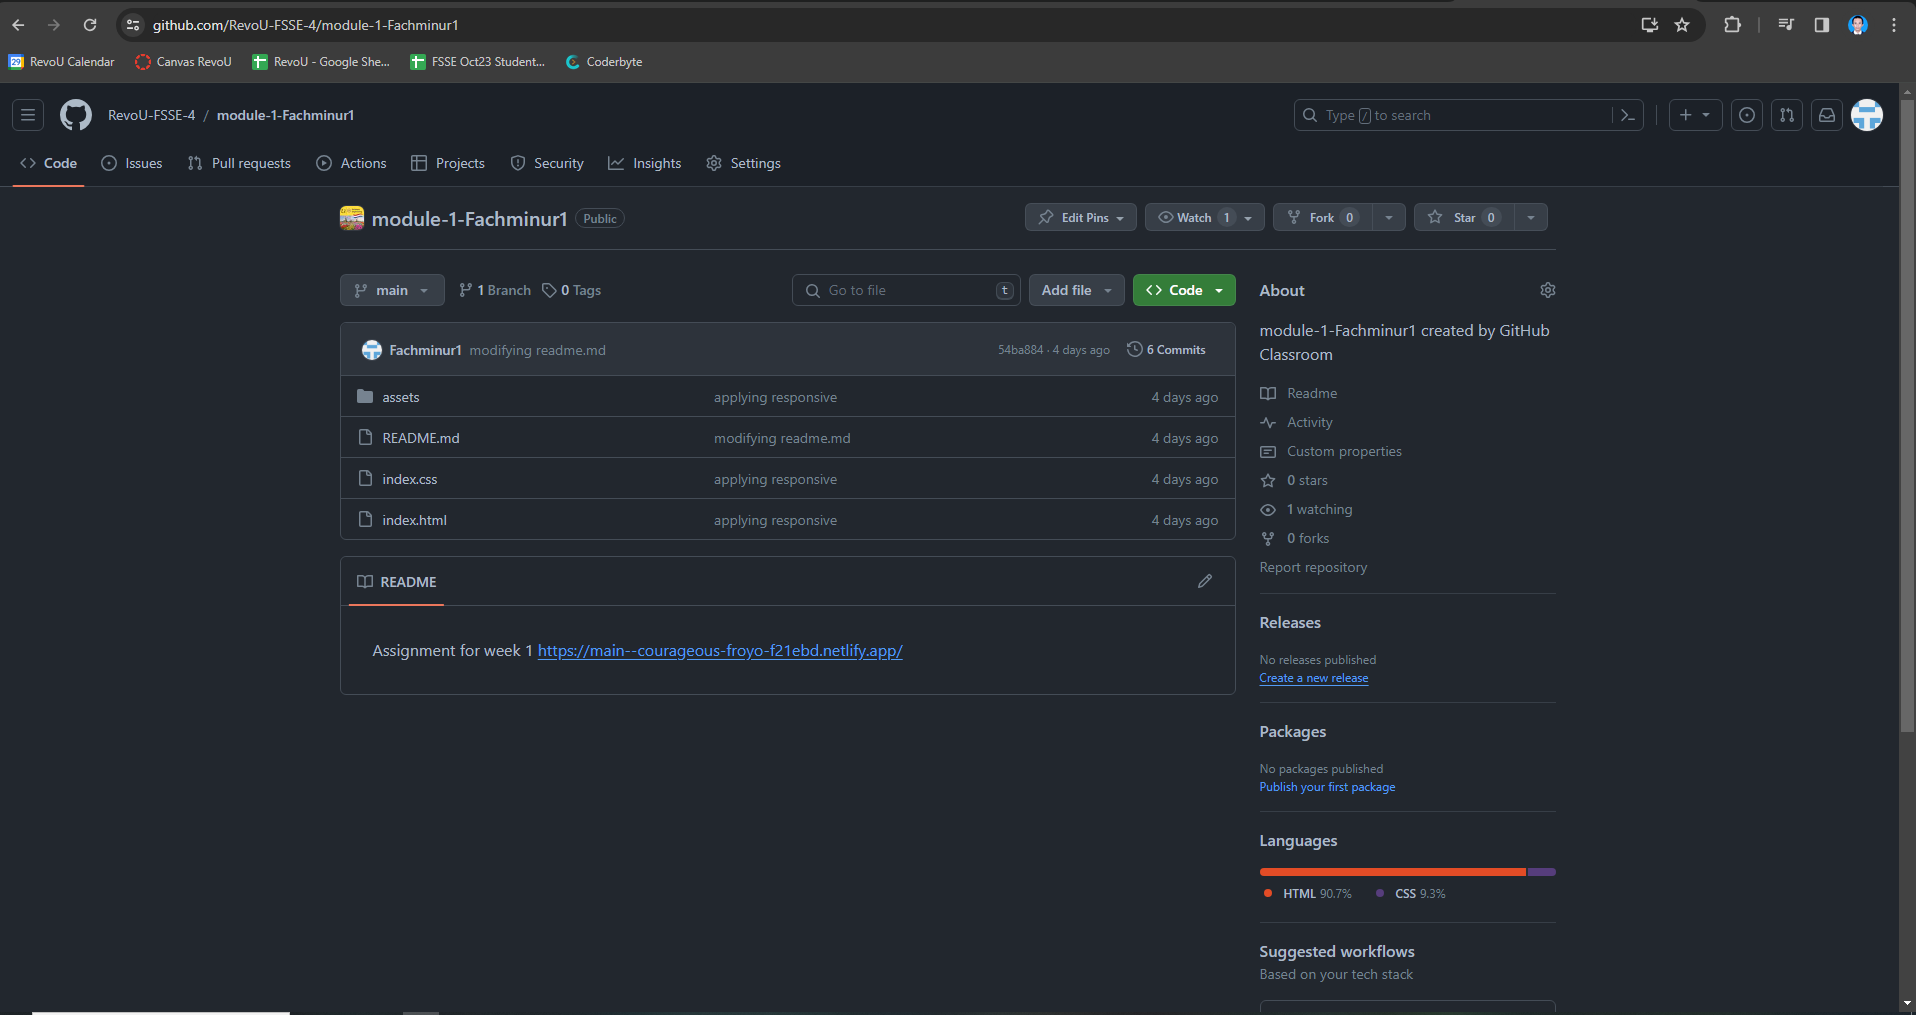 github.com/RevoU-FSSE-4/module-1-Fachminur1
29 RevoU Calendar Canvas RevoU RevoU - Google She... FSSE Oct23 Student... Coderbyte
RevoU-FSSE-4 / module-1-Fachminur1 Type / to search
Code Issues Pull requests Actions Projects Security Insights Settings
module-1-Fachminur1 Public Edit Pins Watch 1 Fork 0 Star 0
main 1 Branch 0 Tags Go to file t Add file Code
Fachminur1 modifying readme.md 54ba884 · 4 days ago 6 Commits
assets applying responsive 4 days ago
README.md modifying readme.md 4 days ago
index.css applying responsive 4 days ago
index.html applying responsive 4 days ago
README
Assignment for week 1 https://main--courageous-froyo-f21ebd.netlify.app/
About
module-1-Fachminur1 created by GitHub
Classroom
Readme
Activity
Custom properties
0 stars
1 watching
0 forks
Report repository
Releases
No releases published
Create a new release
Packages
No packages published
Publish your first package
Languages
HTML 90.7% CSS 9.3%
Suggested workflows
Based on your tech stack